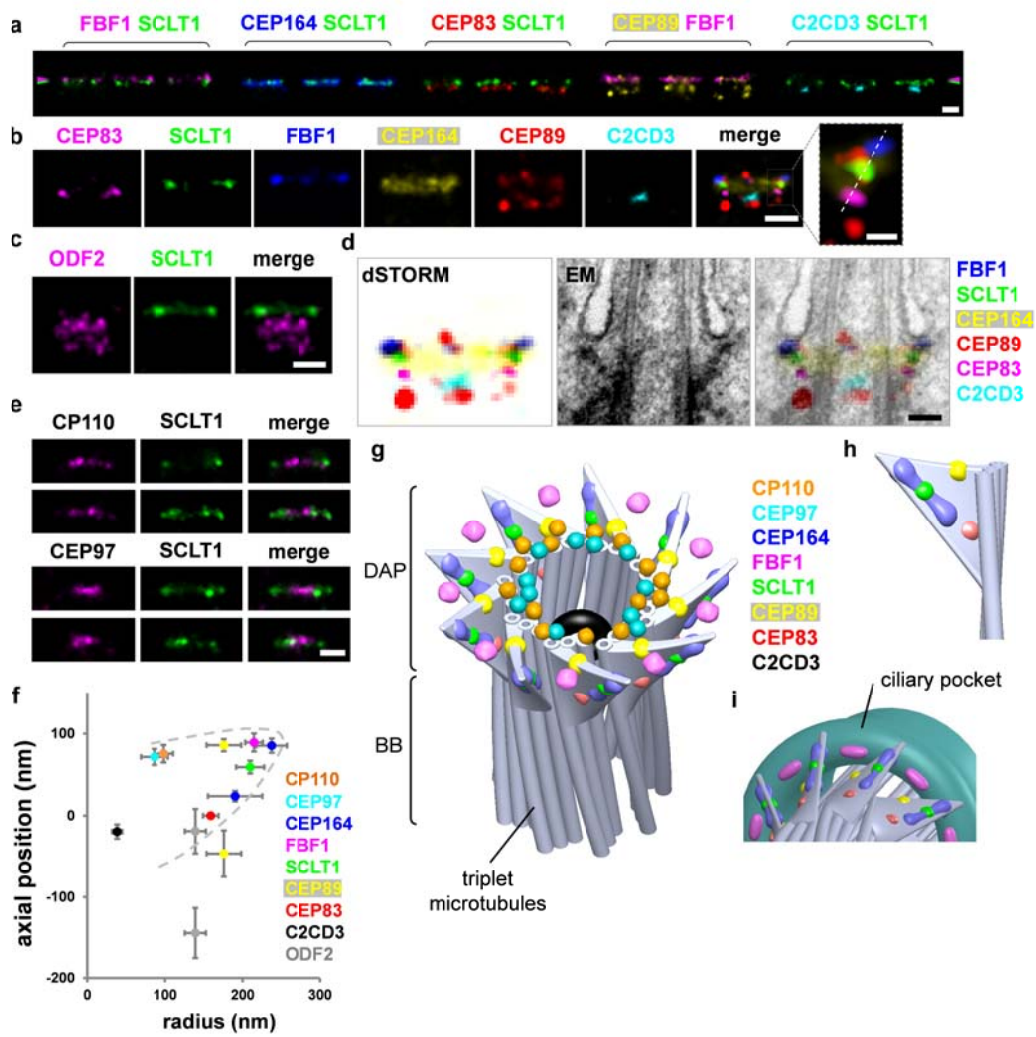 a
FBF1 SCLT1 CEP164 SCLT1 CEP83 SCLT1 CEP89 FBF1 C2CD3 SCLT1
b
CEP83 SCLT1 FBF1 CEP164 CEP89 C2CD3 merge
c
ODF2 SCLT1 merge
d
dSTORM EM
FBF1
SCLT1
CEP164
CEP89
CEP83
C2CD3
e
CP110 SCLT1 merge
CEP97 SCLT1 merge
f
100
0
-100
-200
0 100 200 300
axial position (nm)
radius (nm)
CP110
CEP97
CEP164
FBF1
SCLT1
CEP89
CEP83
C2CD3
ODF2
g
DAP
BB
triplet
microtubules
CP110
CEP97
CEP164
FBF1
SCLT1
CEP89
CEP83
C2CD3
h
i
ciliary pocket